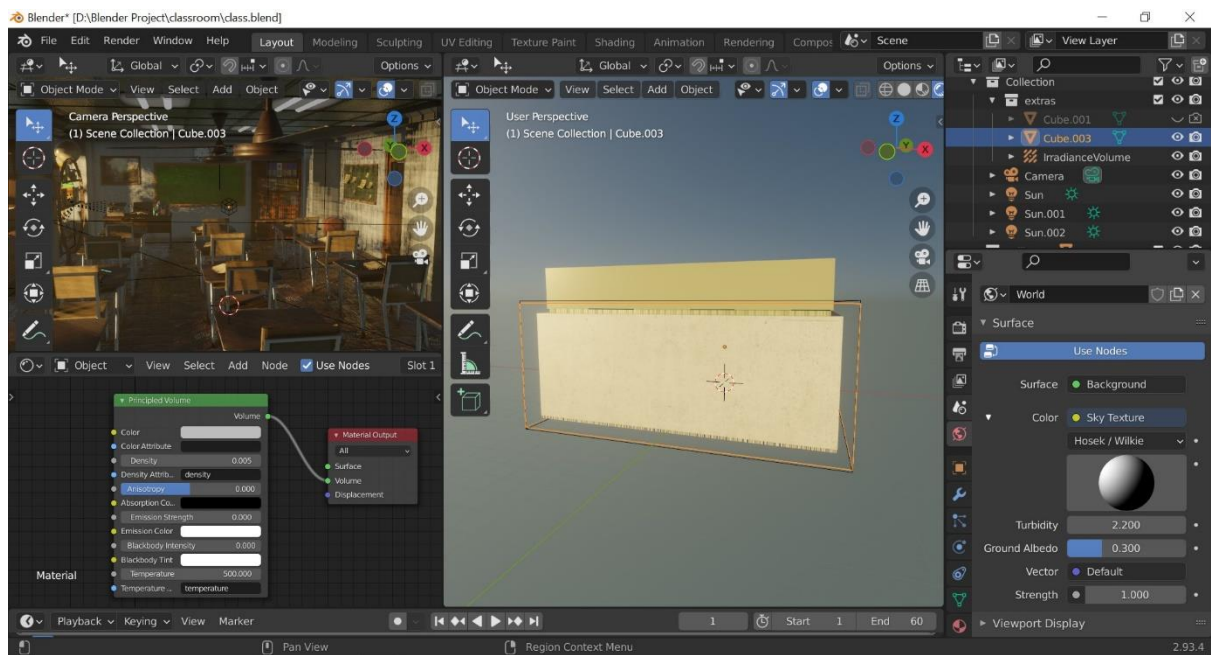 Blender* [D:\Blender Project\classroom\class.blend]
File Edit Render Window Help Layout Modeling Sculpting UV Editing Texture Paint Shading Animation Rendering Compos Scene View Layer
Global Options
Global Options
Object Mode View Select Add Object
Object Mode View Select Add Object
Camera Perspective
(1) Scene Collection | Cube.003
User Perspective
(1) Scene Collection | Cube.003
Z
X
Y
Z
Y
X
Collection
extras
Cube.001
Cube.003
IrradianceVolume
Camera
Sun
Sun.001
Sun.002
World
Surface
Use Nodes
Surface Background
Color Sky Texture
Hosek / Wilkie
Turbidity 2.200
Ground Albedo 0.300
Vector Default
Strength 1.000
Viewport Display
Object View Select Add Node Use Nodes Slot 1
Principled Volume
Volume
Color
Color Attribute
Density 0.005
Density Attrib.. density
Anisotropy 0.000
Absorption Co..
Emission Strength 0.000
Emission Color
Blackbody Intensity 0.000
Blackbody Tint
Temperature 500.000
Temperature .. temperature
Material Output
All
Surface
Volume
Displacement
Material
Playback Keying View Marker 1 Start 1 End 60
Pan View Region Context Menu 2.93.4